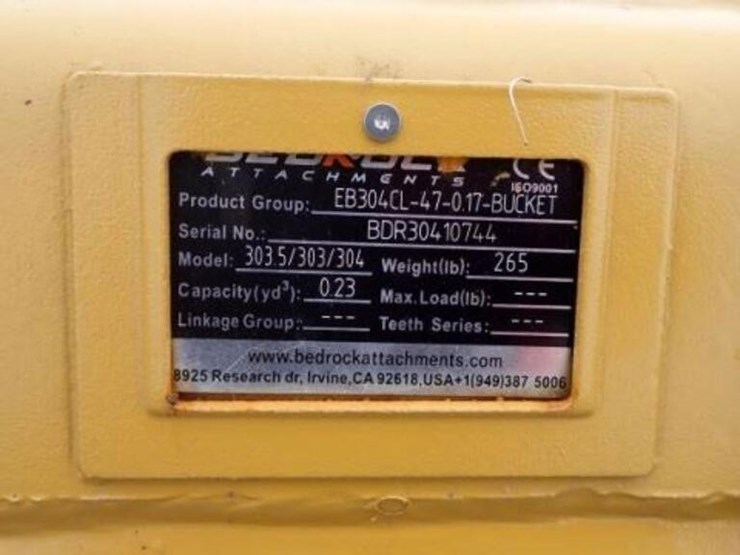 BEDROCK
ATTACHMENTS
CE
ISO9001
Product Group: EB304CL-47-0.17-BUCKET
Serial No.: BDR30410744
Model: 303.5/303/304 Weight(lb): 265
Capacity(yd³): 0.23 Max.Load(lb): ---
Linkage Group: --- Teeth Series: ---
www.bedrockattachments.com
8925 Research dr, Irvine,CA 92618,USA+1(949)387 5006